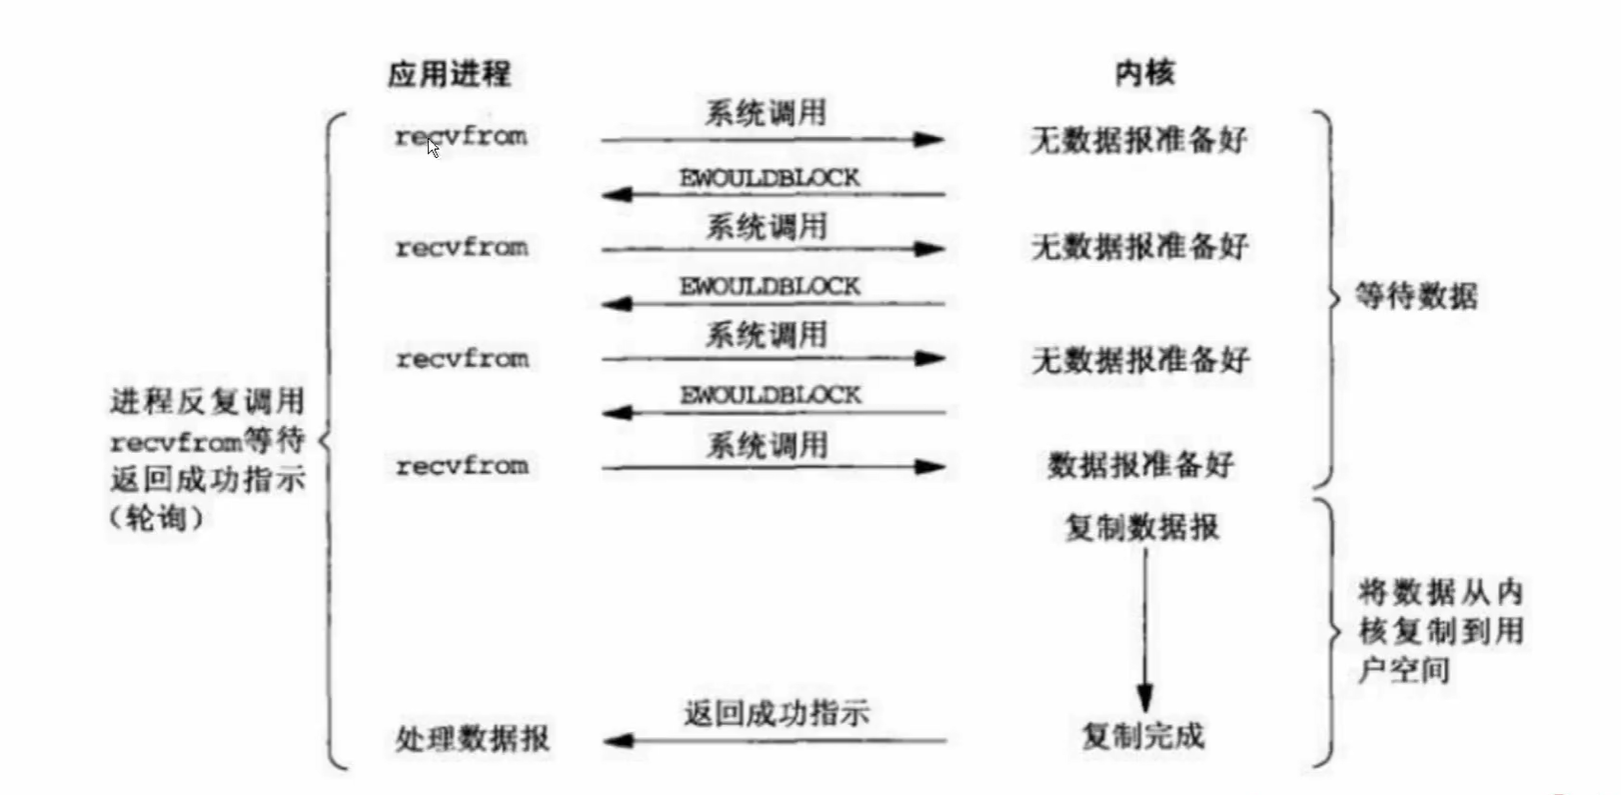 应用进程
内核
系统调用
recvfrom
无数据报准备好
EWOULDBLOCK
系统调用
recvfrom
无数据报准备好
EWOULDBLOCK
等待数据
系统调用
recvfrom
无数据报准备好
EWOULDBLOCK
进程反复调用
recvfrom等待
返回成功指示
（轮询）
系统调用
recvfrom
数据报准备好
复制数据报
将数据从内
核复制到用
户空间
返回成功指示
处理数据报
复制完成